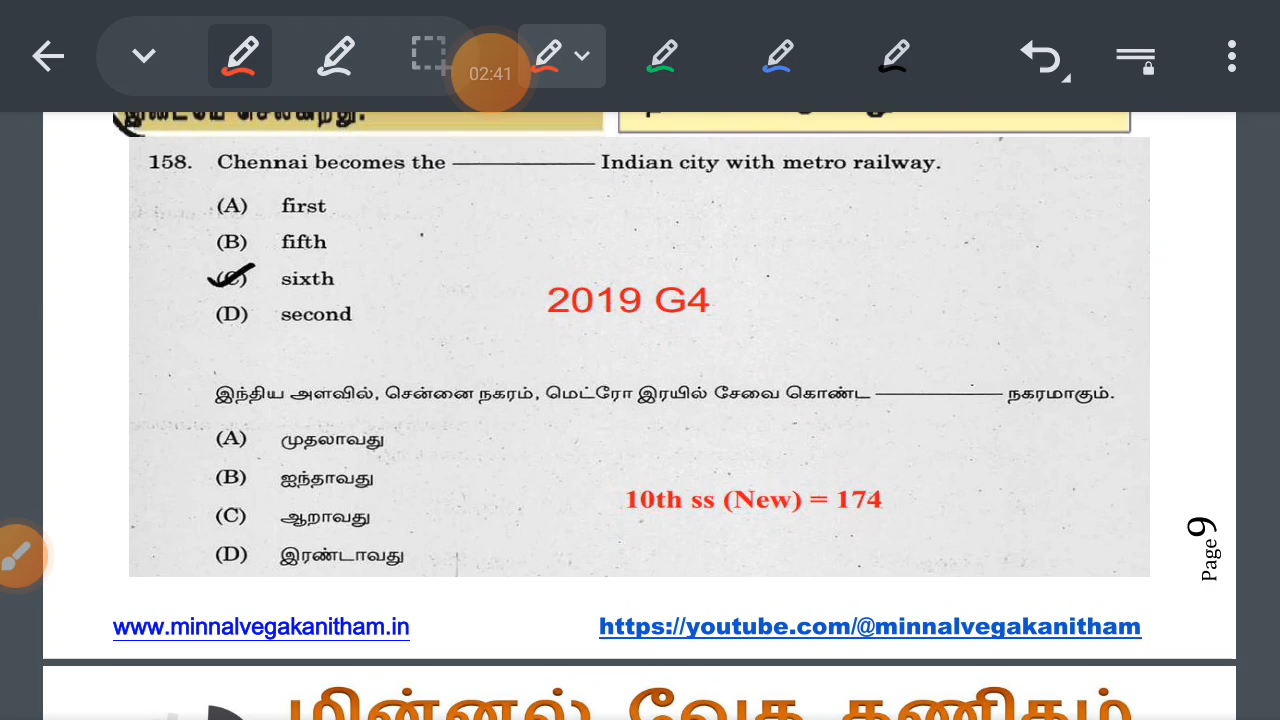 02:41
158. Chennai becomes the ———— Indian city with metro railway.
(A) first
(B) fifth
(C) sixth
(D) second
2019 G4
இந்திய அளவில், சென்னை நகரம், மெட்ரோ இரயில் சேவை கொண்ட ———— நகரமாகும்.
(A) முதலாவது
(B) ஐந்தாவது
(C) ஆறாவது
(D) இரண்டாவது
10th ss (New) = 174
Page 9
www.minnalvegakanitham.in
https://youtube.com/@minnalvegakanitham
மின்னல் வேக கணிதம்